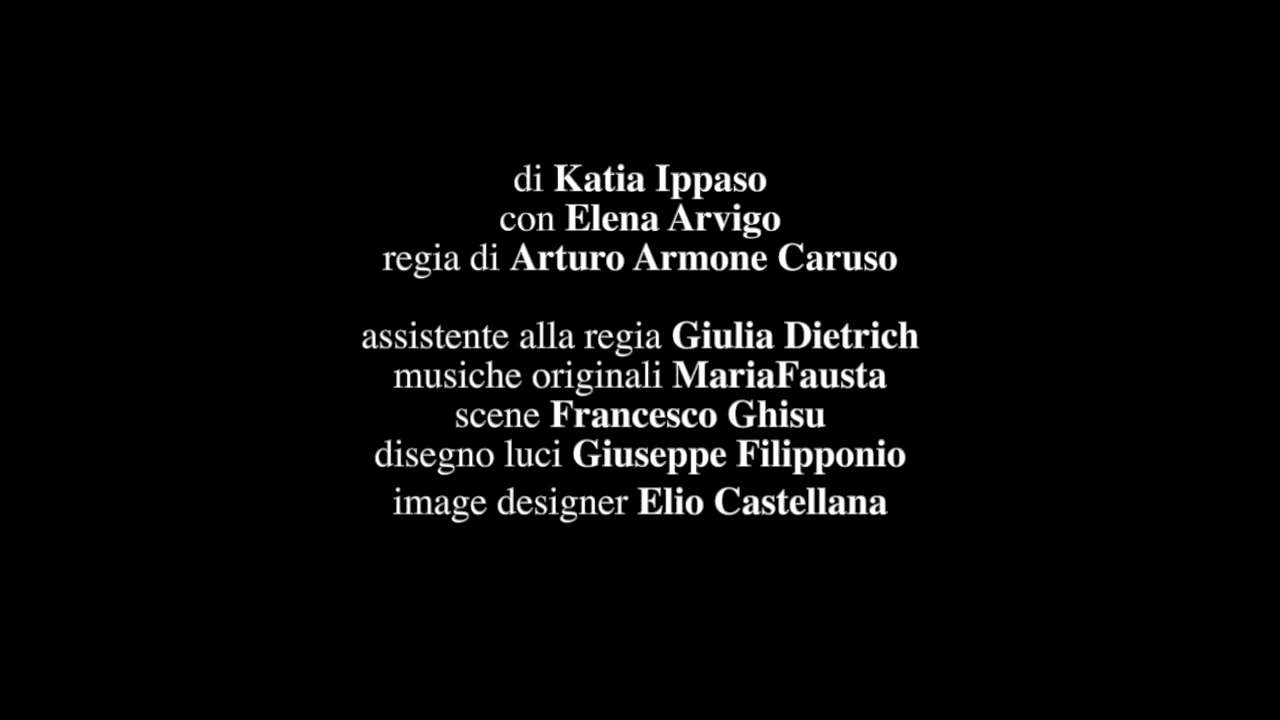 di Katia Ippaso
con Elena Arvigo
regia di Arturo Armone Caruso
assistente alla regia Giulia Dietrich
musiche originali MariaFausta
scene Francesco Ghisu
disegno luci Giuseppe Filipponio
image designer Elio Castellana